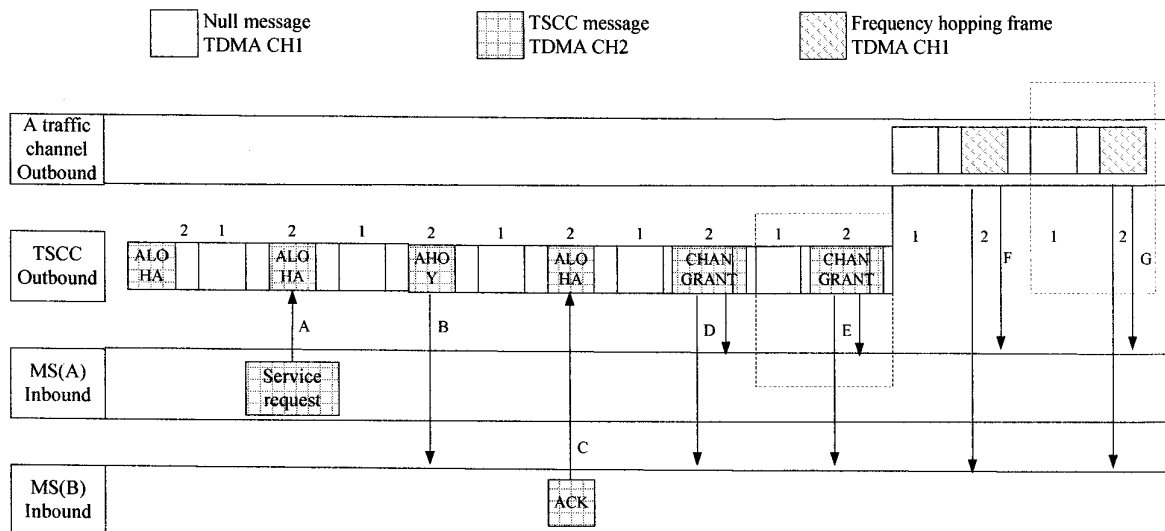 Null message
TDMA CH1
TSCC message
TDMA CH2
Frequency hopping frame
TDMA CH1
A traffic
channel
Outbound
TSCC
Outbound
2 1 2 1 2 1 2 1 2 1 2 1 2 1 2
ALO
HA
ALO
HA
AHO
Y
ALO
HA
CHAN
GRANT
CHAN
GRANT
F
G
A
B
D
E
MS(A)
Inbound
Service
request
C
MS(B)
Inbound
ACK